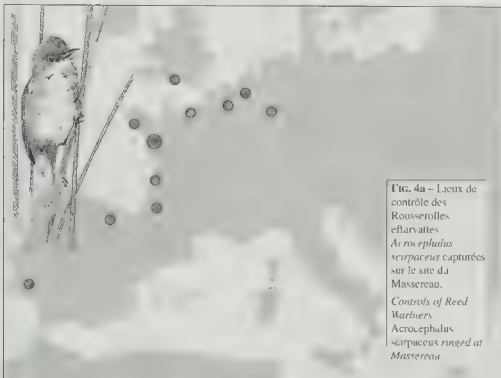 FIG. 4a – Lieux de
contrôle des
Rousserolles
effarvattes
Acrocephalus
scirpaceus capturées
sur le site du
Massereau.
Controls of Reed
Warblers
Acrocephalus
scirpaceus ringed at
Massereau